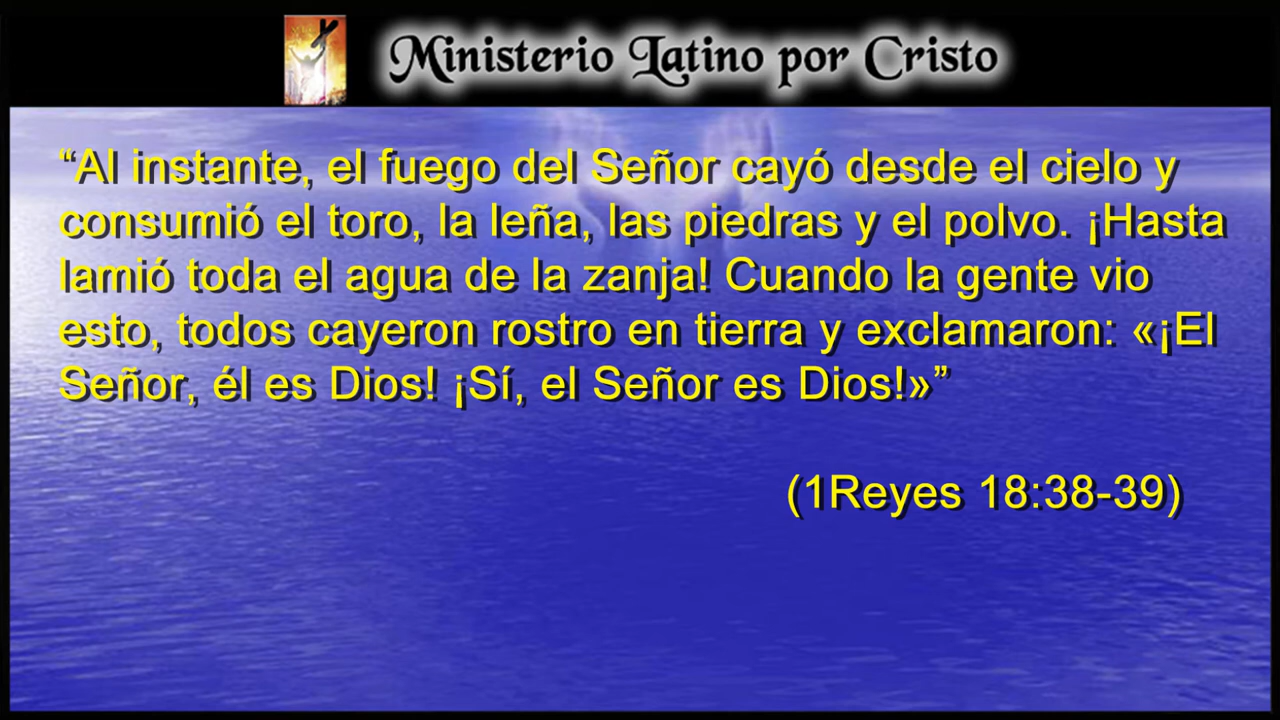 Ministerio Latino por Cristo
“Al instante, el fuego del Señor cayó desde el cielo y
consumió el toro, la leña, las piedras y el polvo. ¡Hasta
lamió toda el agua de la zanja! Cuando la gente vio
esto, todos cayeron rostro en tierra y exclamaron: «¡El
Señor, él es Dios! ¡Sí, el Señor es Dios!»”
(1Reyes 18:38-39)